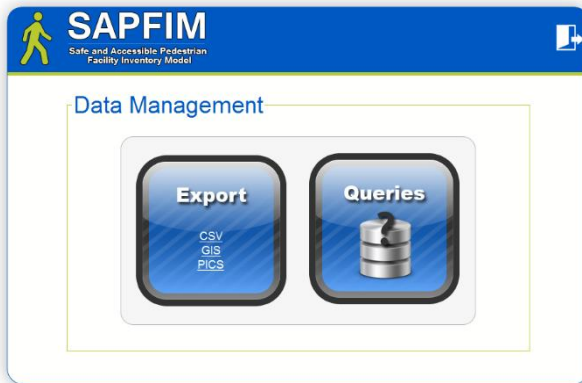 SAPFIM
Safe and Accessible Pedestrian
Facility Inventory Model
Data Management
Export
CSV
GIS
PICS
Queries
?